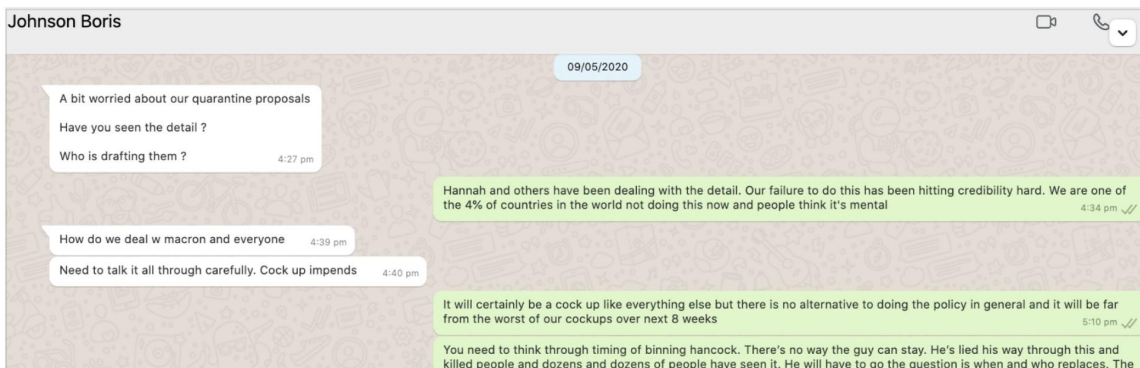 Johnson Boris
09/05/2020
A bit worried about our quarantine proposals
Have you seen the detail ?
Who is drafting them ?
4:27 pm
Hannah and others have been dealing with the detail. Our failure to do this has been hitting credibility hard. We are one of
the 4% of countries in the world not doing this now and people think it's mental
4:34 pm
How do we deal w macron and everyone 4:39 pm
Need to talk it all through carefully. Cock up impends 4:40 pm
It will certainly be a cock up like everything else but there is no alternative to doing the policy in general and it will be far
from the worst of our cockups over next 8 weeks
5:10 pm
You need to think through timing of binning hancock. There's no way the guy can stay. He's lied his way through this and
killed people and dozens and dozens of people have seen it. He will have to go the question is when and who replaces. The